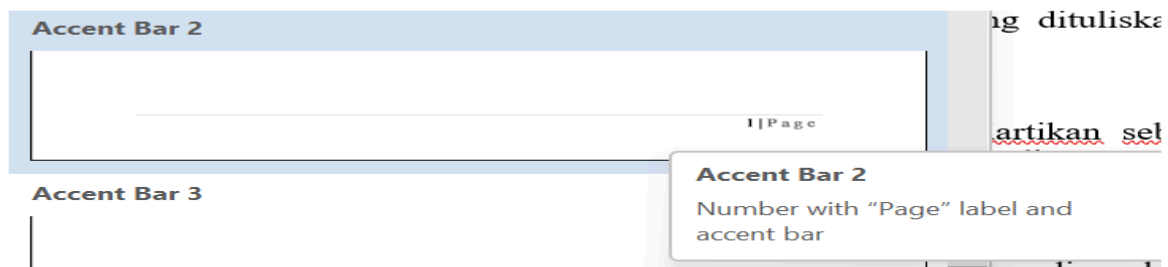 Accent Bar 2
ng dituliska
1|Page
artikan seb
Accent Bar 2
Accent Bar 3
Number with “Page” label and
accent bar